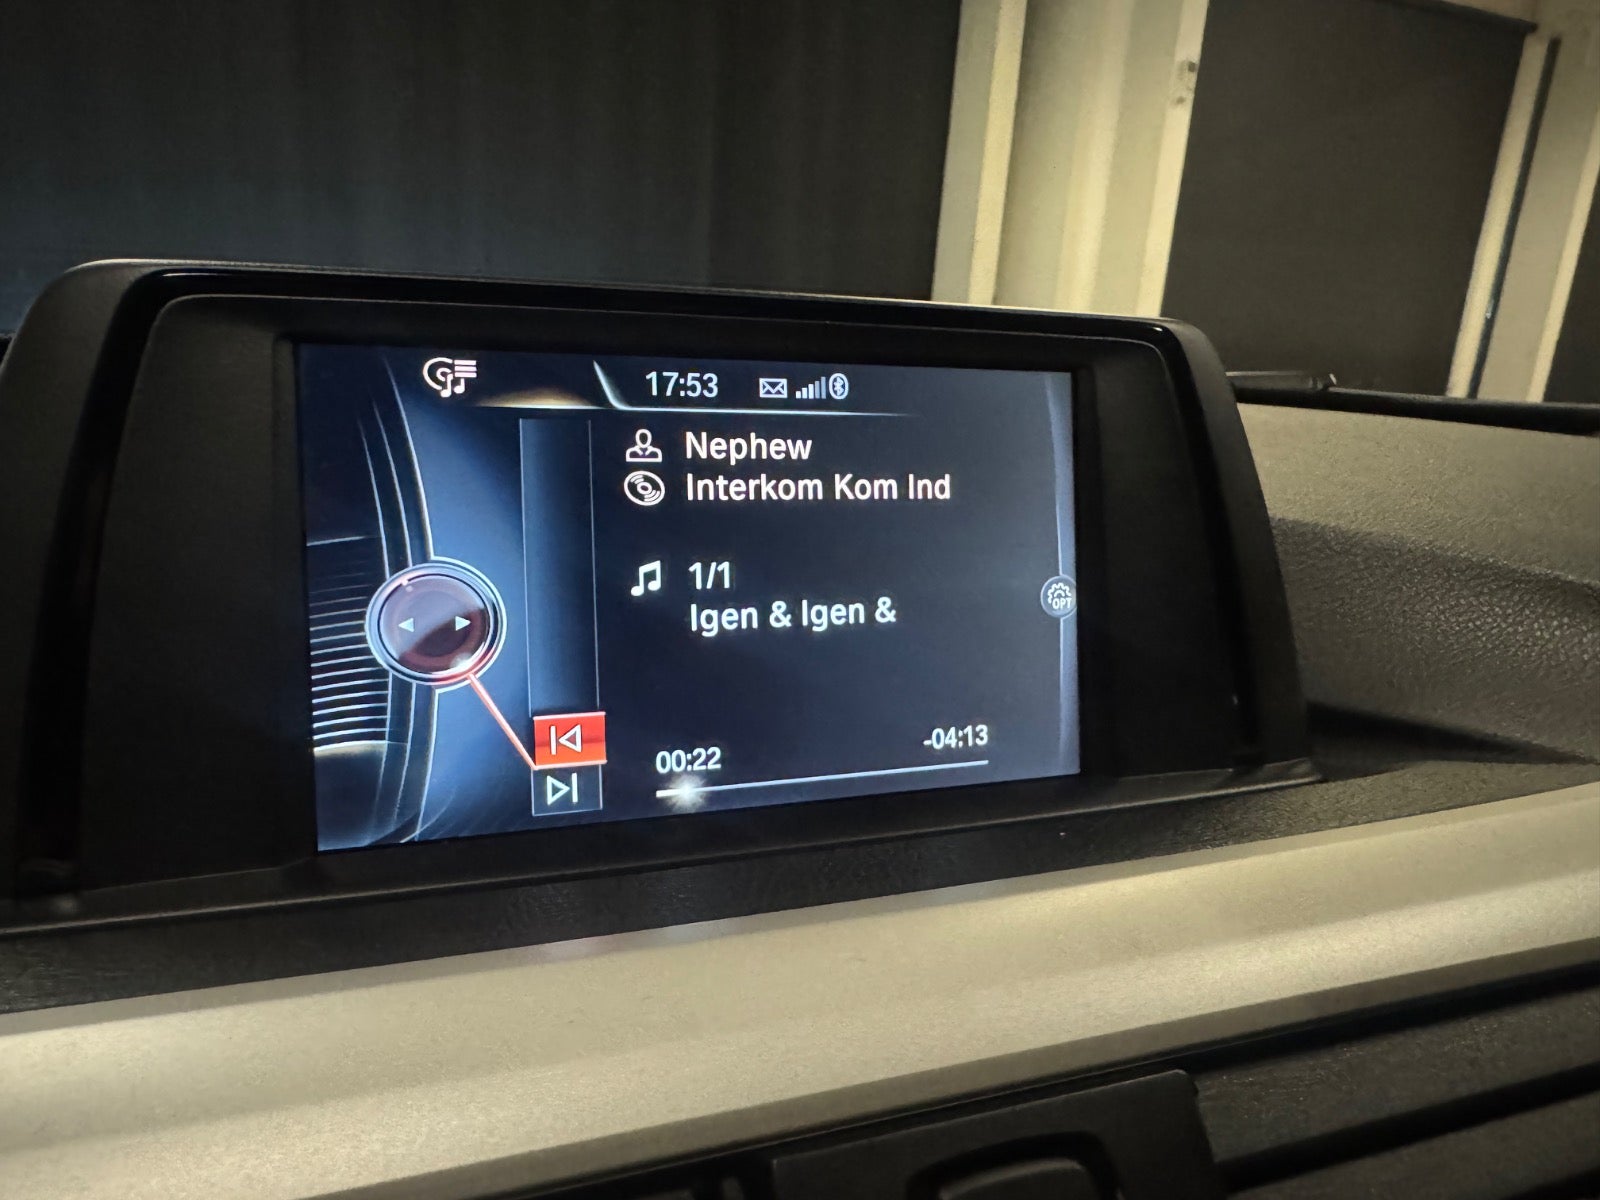 17:53
Nephew
Interkom Kom Ind
1/1
Igen & Igen &
OPT
00:22
-04:13